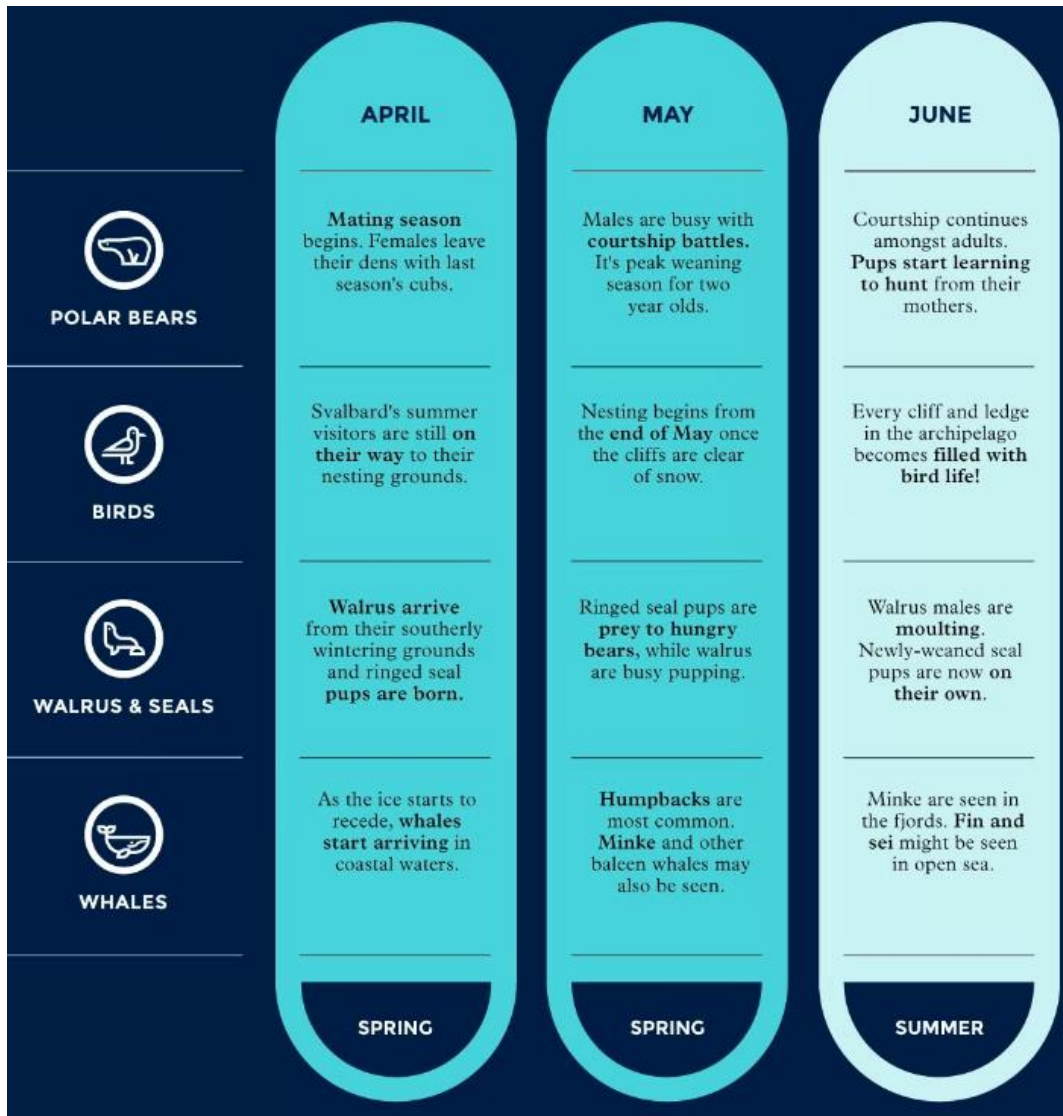 APRIL
MAY
JUNE
POLAR BEARS
Mating season
begins. Females leave
their dens with last
season's cubs.
Males are busy with
courtship battles.
It's peak weaning
season for two
year olds.
Courtship continues
amongst adults.
Pups start learning
to hunt from their
mothers.
BIRDS
Svalbard's summer
visitors are still on
their way to their
nesting grounds.
Nesting begins from
the end of May once
the cliffs are clear
of snow.
Every cliff and ledge
in the archipelago
becomes filled with
bird life!
WALRUS & SEALS
Walrus arrive
from their southerly
wintering grounds
and ringed seal
pups are born.
Ringed seal pups are
prey to hungry
bears, while walrus
are busy pupping.
Walrus males are
moulting.
Newly-weaned seal
pups are now on
their own.
WHALES
As the ice starts to
recede, whales
start arriving in
coastal waters.
Humpbacks are
most common.
Minke and other
baleen whales may
also be seen.
Minke are seen in
the fjords. Fin and
sei might be seen
in open sea.
SPRING
SPRING
SUMMER